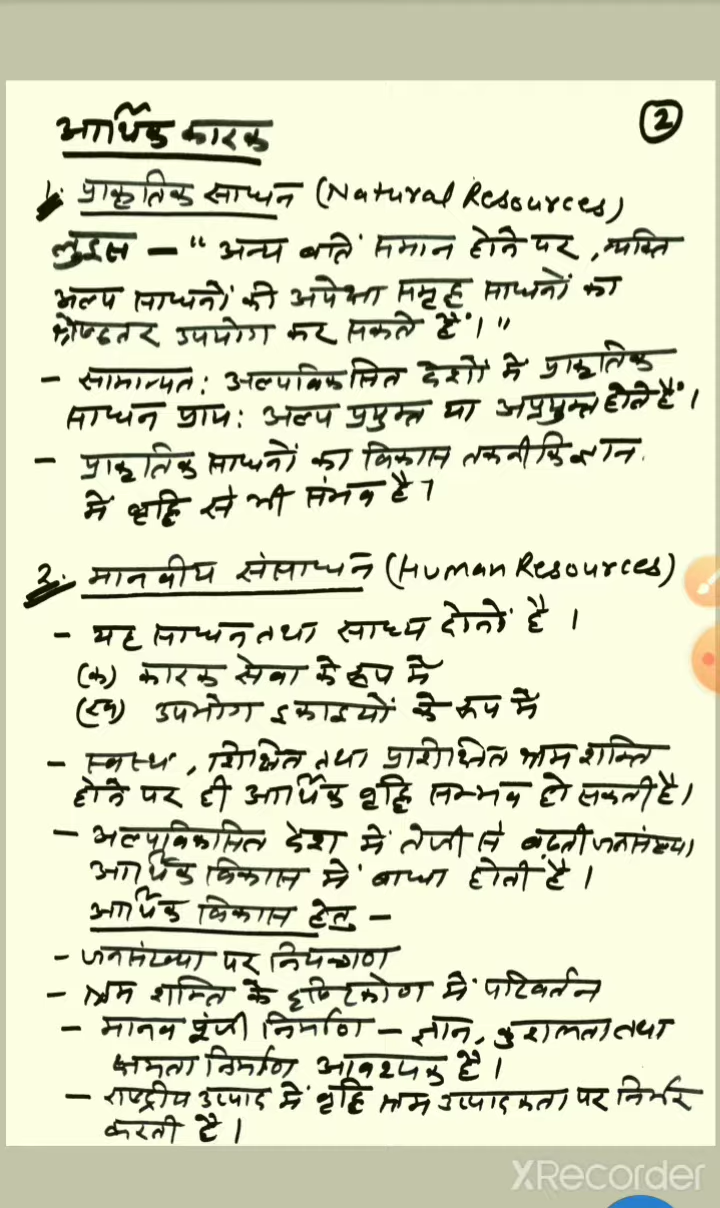 2
आर्थिक कारक
1. प्राकृतिक साधन (Natural Resources)
लुइस - "अन्य बातें समान होने पर, व्यक्ति
अल्प साधनों की अपेक्षा समृद्ध साधनों का
श्रेष्ठतर उपयोग कर सकते हैं।"
- सामान्यत: अल्पविकसित देशों में प्राकृतिक
साधन प्राय: अल्प प्रयुक्त या अप्रयुक्त होते हैं।
- प्राकृतिक साधनों का विकास तकनीकि ज्ञान
में वृद्धि से भी संभव है।
2. मानवीय संसाधन (Human Resources)
- यह साधन तथा साध्य दोनों है।
(क) कारक सेवा के रूप में
(ख) उपभोग इकाइयों के रूप में
- स्वस्थ, शिक्षित तथा प्रशिक्षित श्रम शक्ति
होने पर ही आर्थिक वृद्धि सम्भव हो सकती है।
- अल्पविकसित देश में तेजी से बढ़ती जनसंख्या
आर्थिक विकास में बाधा होती है।
आर्थिक विकास हेतु -
- जनसंख्या पर नियन्त्रण
- श्रम शक्ति के दृष्टिकोण में परिवर्तन
- मानव पूंजी निर्माण - ज्ञान, कुशलता तथा
क्षमता निर्माण आवश्यक है।
- राष्ट्रीय उत्पाद में वृद्धि श्रम उत्पादकता पर निर्भर
करती है।
XRecorder